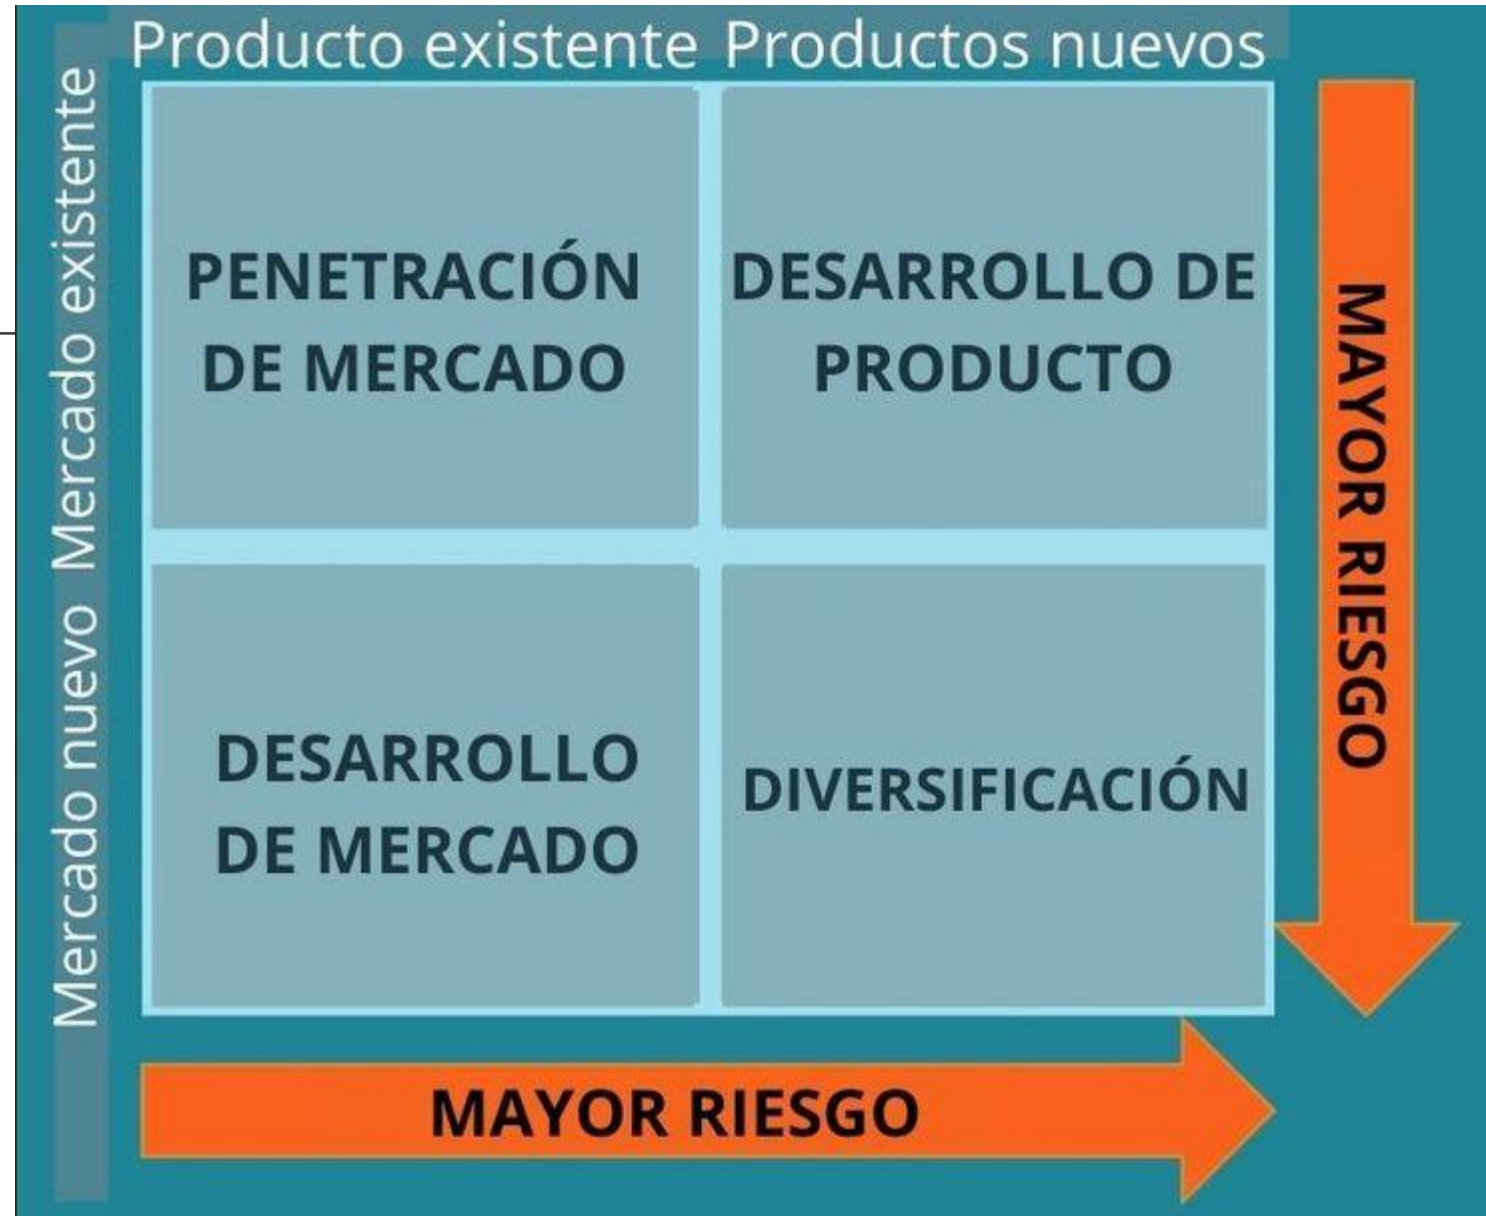 Producto existente Productos nuevos
Mercado existente
Mercado nuevo
PENETRACIÓN
DE MERCADO
DESARROLLO DE
PRODUCTO
DESARROLLO
DE MERCADO
DIVERSIFICACIÓN
MAYOR RIESGO
MAYOR RIESGO